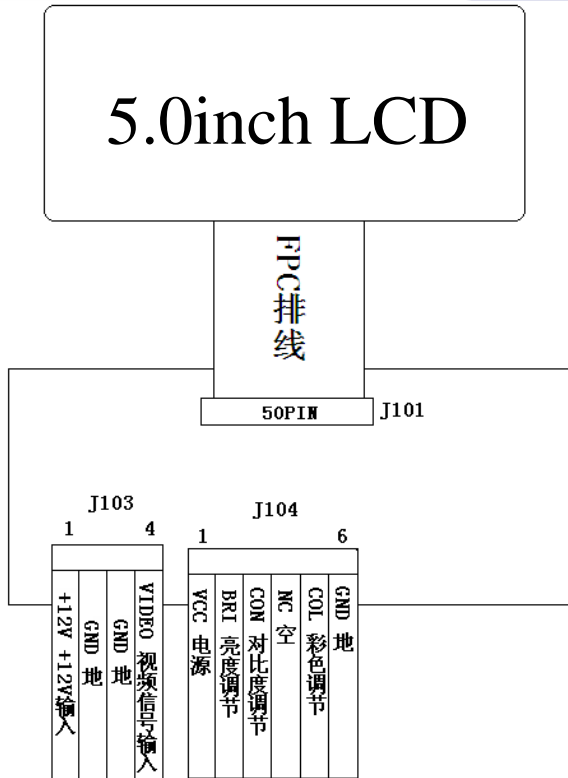 5.0inch LCD
FPC排线
50PIN
J101
J103
J104
1
4
1
6
+12V +12V输入
GND 地
GND 地
VIDEO 视频信号输入
VCC 电源
BRI 亮度调节
CON 对比度调节
NC 空
COL 彩色调节
GND 地